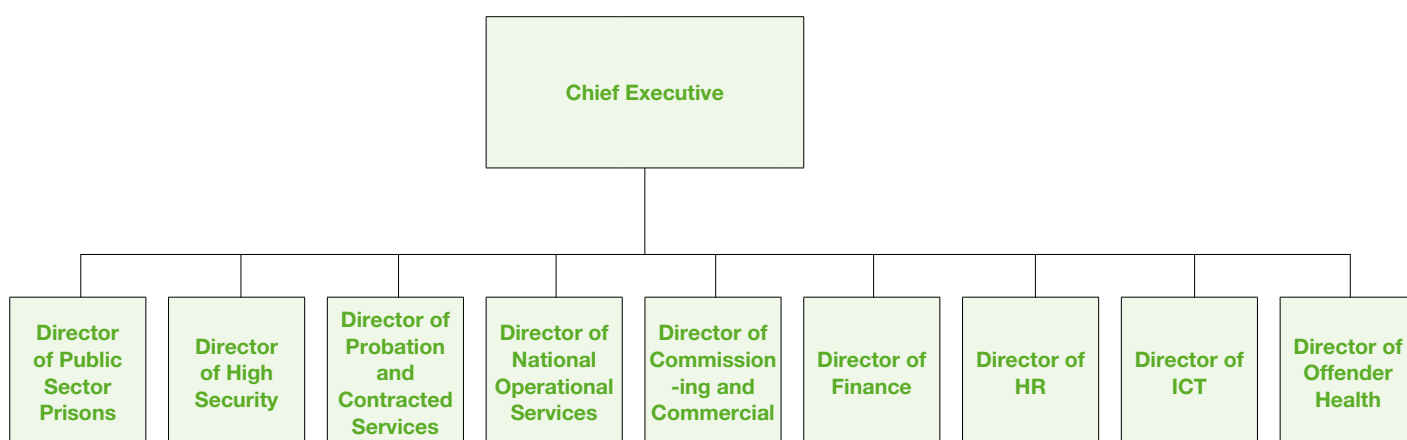 Chief Executive
Director
of Public
Sector
Prisons
Director
of High
Security
Director of
Probation
and
Contracted
Services
Director of
National
Operational
Services
Director of
Commission
-ing and
Commercial
Director of
Finance
Director of
HR
Director of
ICT
Director of
Offender
Health